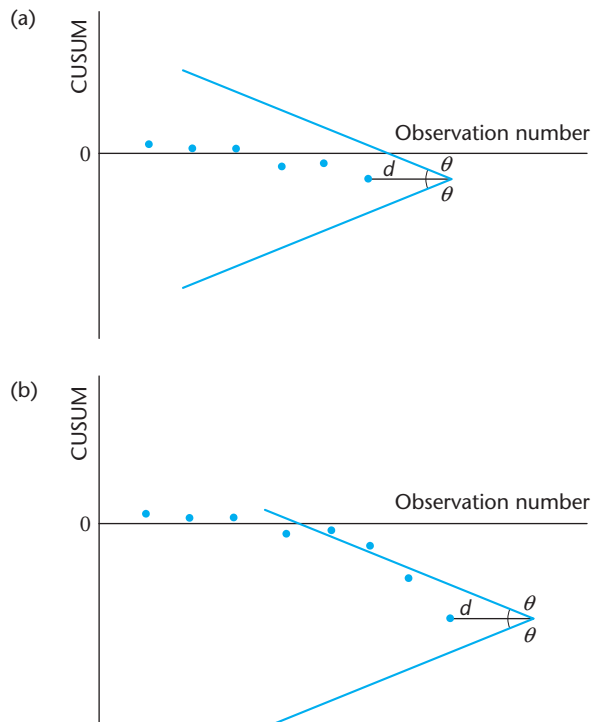 (a)
CUSUM
Observation number
0
d
θ
θ
(b)
CUSUM
Observation number
0
d
θ
θ